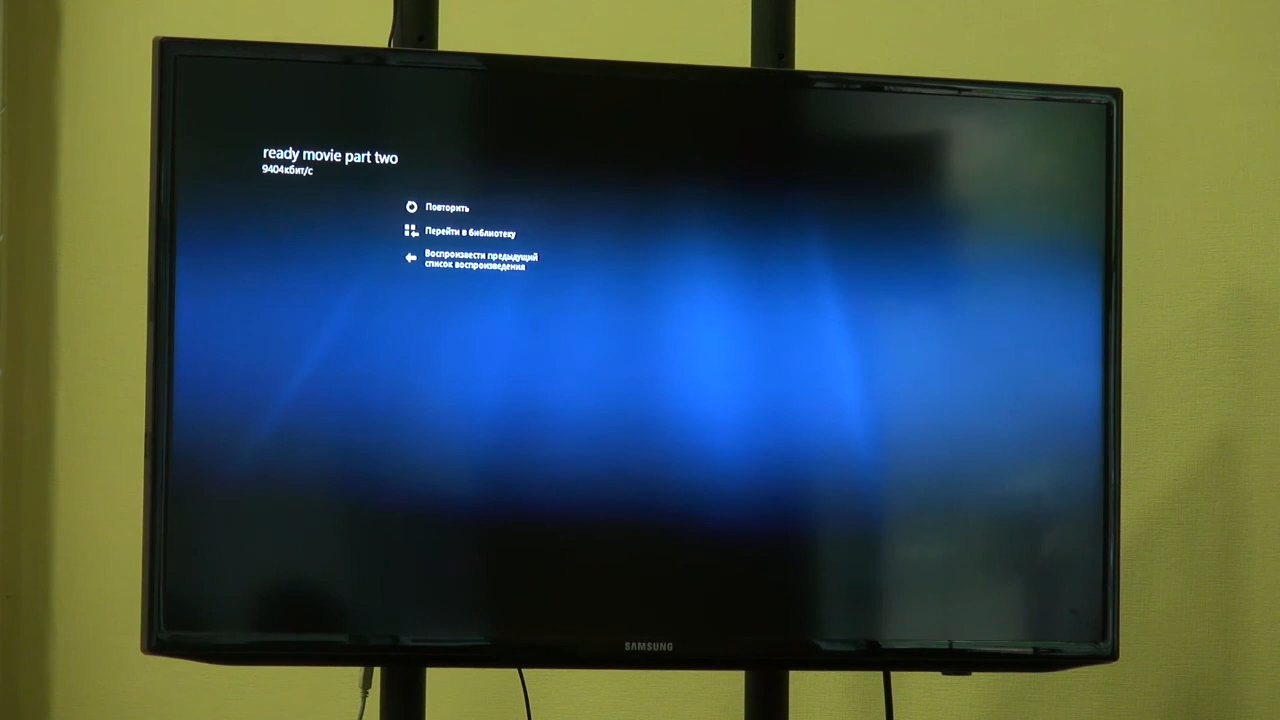 ready movie part two
9404кбит/с
Повторить
Перейти в библиотеку
Воспроизвести предыдущий
список воспроизведения
SAMSUNG